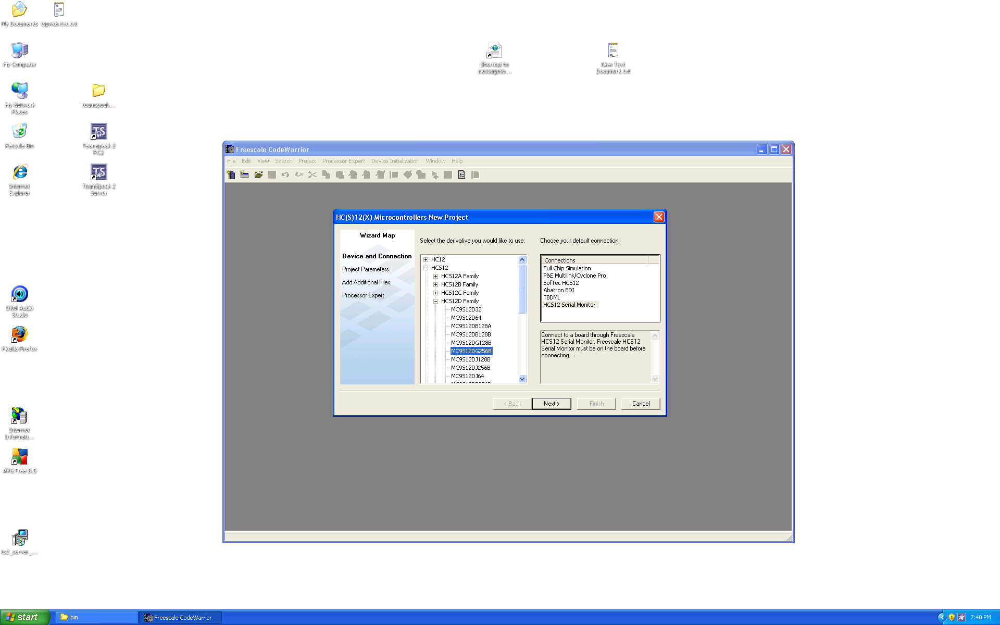 My Documents
tspwds.txt.txt
My Computer
Shortcut to
messageso...
New Text
Document.txt
My Network
Places
teamspeak...
Recycle Bin
Teamspeak 2
RC2
Internet
Explorer
TeamSpeak 2
Server
Intel Audio
Studio
Mozilla Firefox
Internet
Informati...
AVG Free 8.5
ts2_server_...
Freescale CodeWarrior
File Edit View Search Project Processor Expert Device Initialization Window Help
HC(S)12(X) Microcontrollers New Project
Wizard Map
Device and Connection
Project Parameters
Add Additional Files
Processor Expert
Select the derivative you would like to use:
HC12
HCS12
HCS12A Family
HCS12B Family
HCS12C Family
HCS12D Family
MC9S12D32
MC9S12D64
MC9S12DB128A
MC9S12DB128B
MC9S12DG128B
MC9S12DG256B
MC9S12DJ128B
MC9S12DJ256B
MC9S12DJ64
Choose your default connection:
Connections
Full Chip Simulation
P&E Multilink/Cyclone Pro
SofTec HCS12
Abatron BDI
TBDML
HCS12 Serial Monitor
Connect to a board through Freescale
HCS12 Serial Monitor. Freescale HCS12
Serial Monitor must be on the board before
connecting..
< Back
Next >
Finish
Cancel
start
bin
Freescale CodeWarrior
7:40 PM